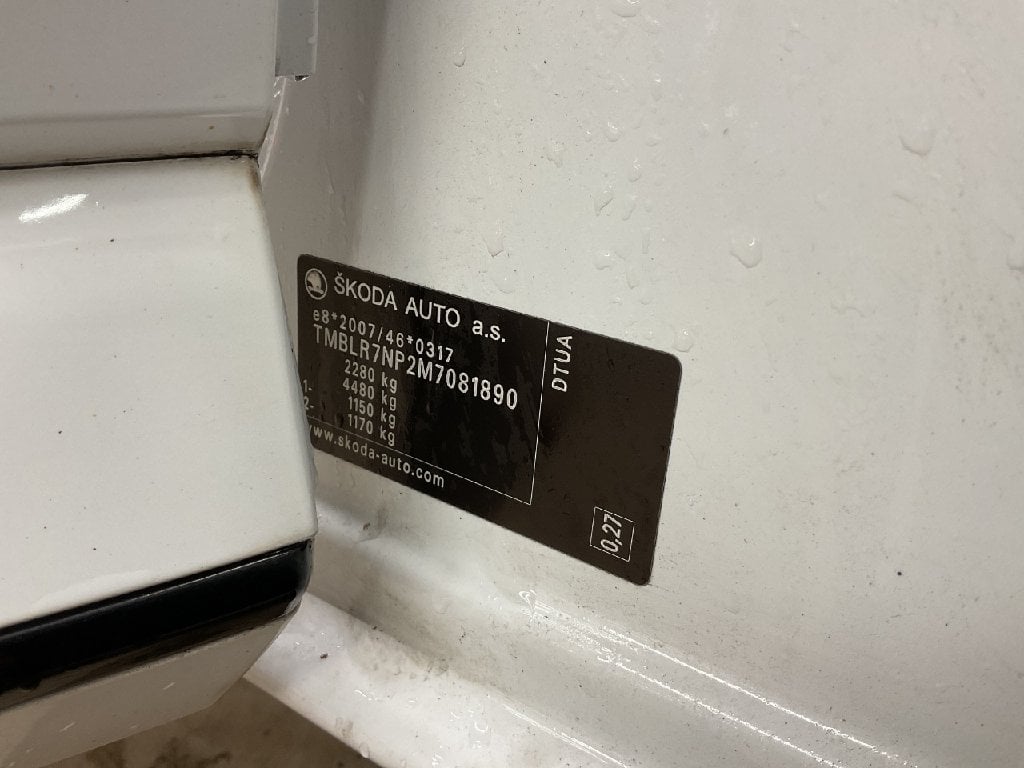 ŠKODA AUTO a.s.
e8*2007/46*0317
TMBLR7NP2M7081890
2280 kg
4480 kg
1- 1150 kg
2- 1170 kg
www.skoda-auto.com
DTUA
0,27